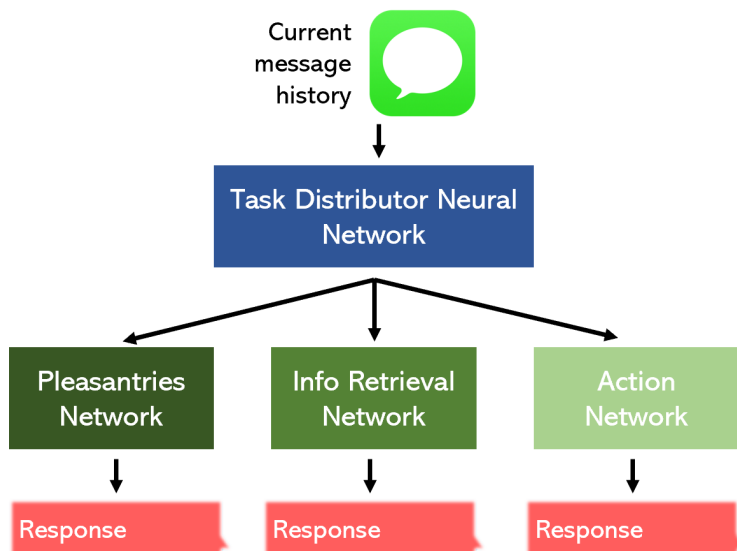 Current
message
history
Task Distributor Neural
Network
Pleasantries
Network
Info Retrieval
Network
Action
Network
Response
Response
Response